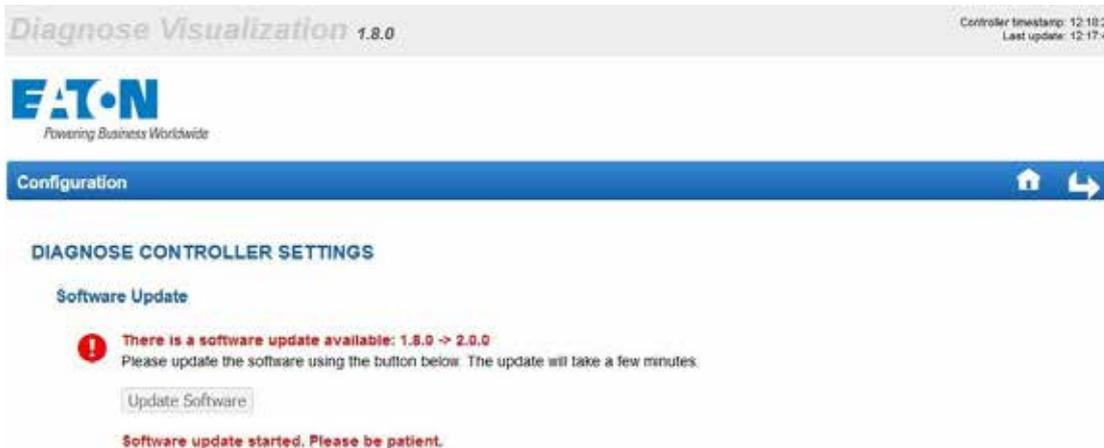 Diagnose Visualization 1.8.0
Controller timestamp: 12:18:2
Last update: 12:17:4
EATON
Powering Business Worldwide
Configuration
DIAGNOSE CONTROLLER SETTINGS
Software Update
There is a software update available: 1.8.0 -> 2.0.0
Please update the software using the button below. The update will take a few minutes.
Update Software
Software update started. Please be patient.